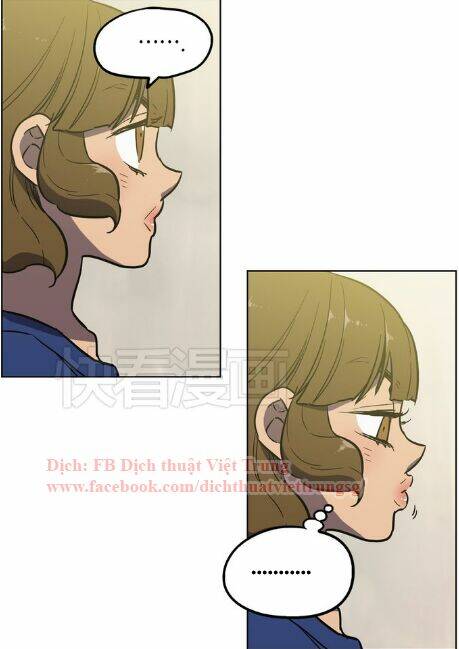 ......
快看漫画
Dịch: FB Dịch thuật Việt Trung
www.facebook.com/dichthuatviettrungsg
...........